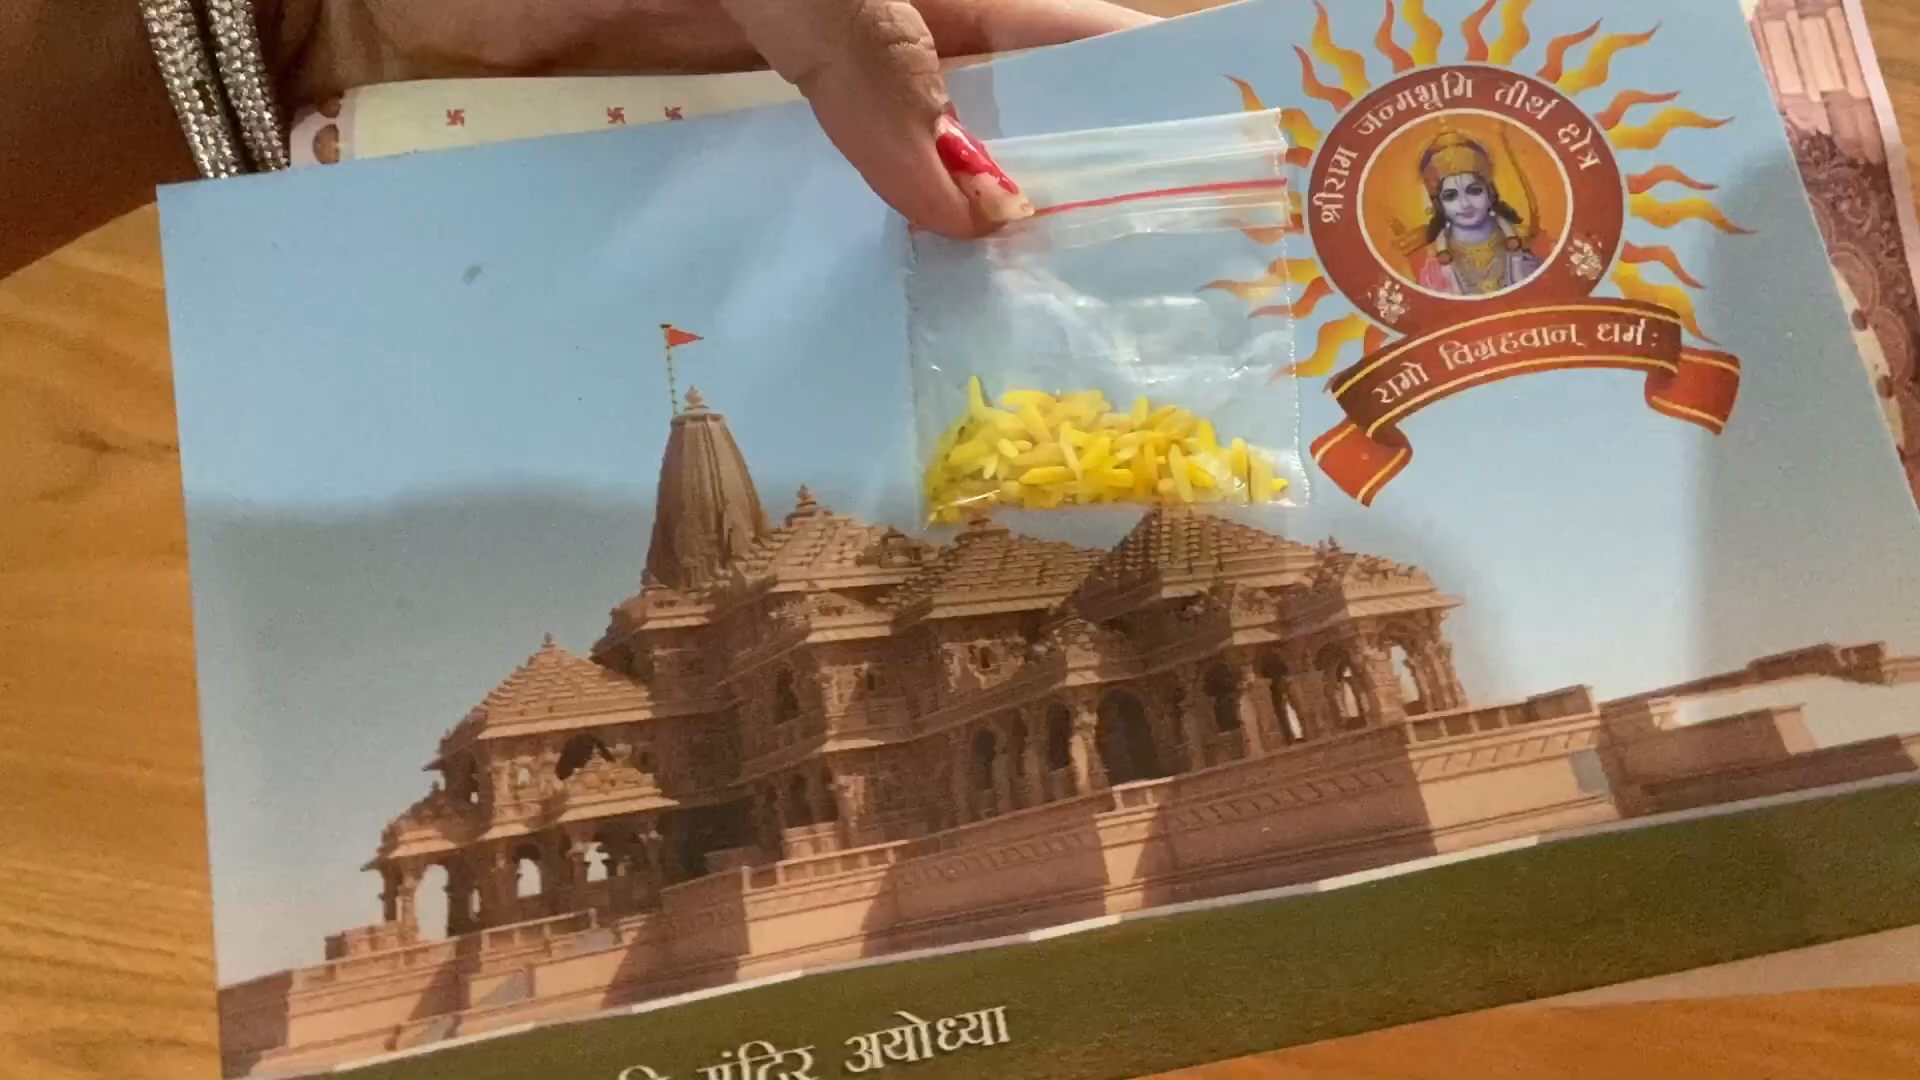 श्रीराम जन्मभूमि तीर्थ क्षेत्र
रामो विग्रहवान् धर्म:
मंदिर अयोध्या